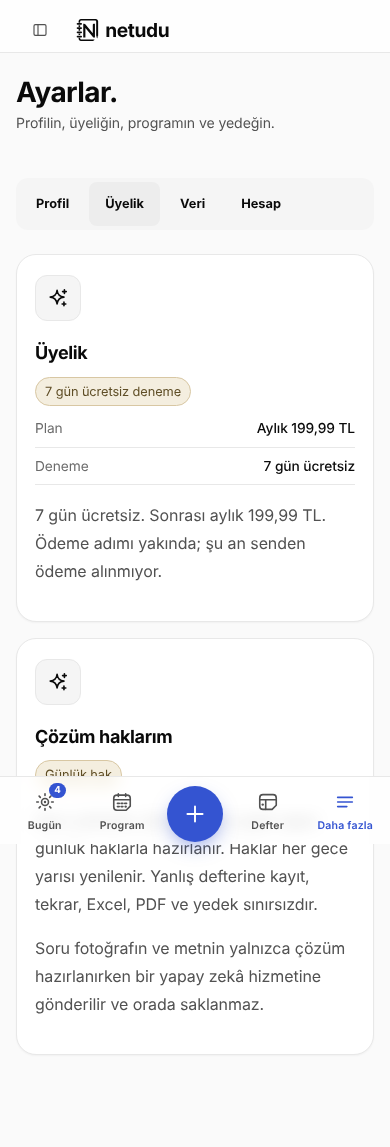 netudu
Ayarlar.
Profilin, üyeliğin, programın ve yedeğin.
Profil
Üyelik
Veri
Hesap
Üyelik
7 gün ücretsiz deneme
Plan
Aylık 199,99 TL
Deneme
7 gün ücretsiz
7 gün ücretsiz. Sonrası aylık 199,99 TL.
Ödeme adımı yakında; şu an senden
ödeme alınmıyor.
Çözüm haklarım
Günlük hak
4
Bugün
Program
Defter
Daha fazla
günlük haklarla hazırlanır. Haklar her gece
yarısı yenilenir. Yanlış defterine kayıt,
tekrar, Excel, PDF ve yedek sınırsızdır.
Soru fotoğrafın ve metnin yalnızca çözüm
hazırlanırken bir yapay zekâ hizmetine
gönderilir ve orada saklanmaz.